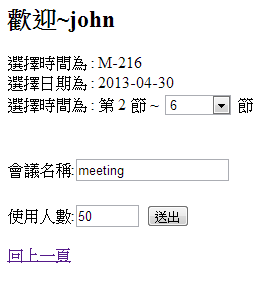 歡迎~john
選擇時間為 : M-216
選擇日期為 : 2013-04-30
選擇時間為 : 第 2 節 ~ 6 節
會議名稱: meeting
使用人數: 50 送出
回上一頁